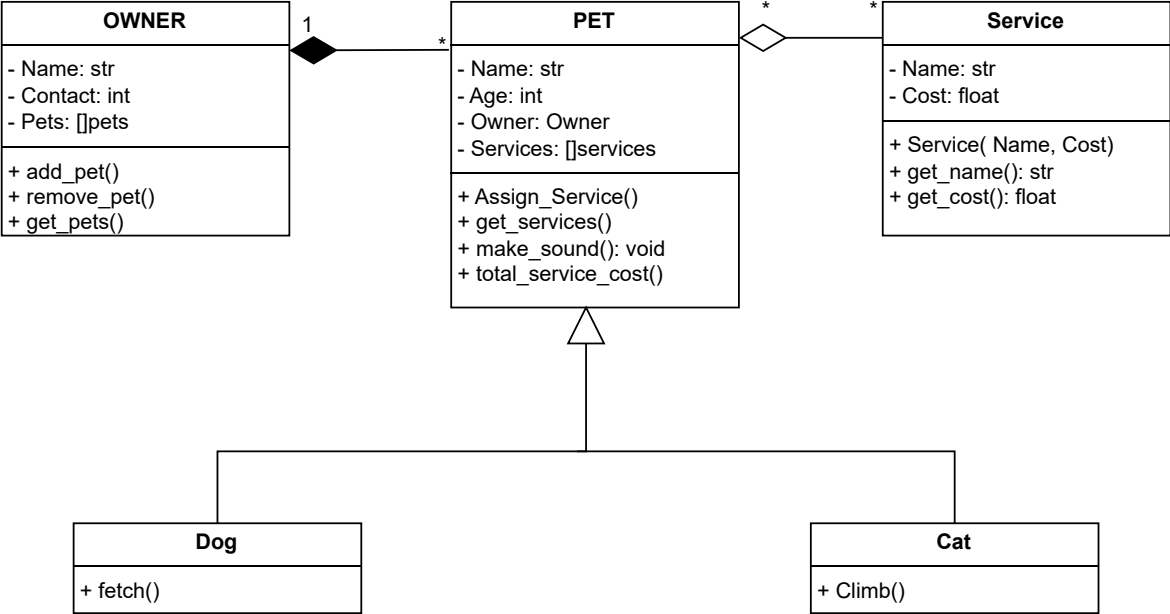 OWNER
- Name: str
- Contact: int
- Pets: []pets
+ add_pet()
+ remove_pet()
+ get_pets()
1
*
PET
- Name: str
- Age: int
- Owner: Owner
- Services: []services
+ Assign_Service()
+ get_services()
+ make_sound(): void
+ total_service_cost()
*
*
Service
- Name: str
- Cost: float
+ Service( Name, Cost)
+ get_name(): str
+ get_cost(): float
Dog
+ fetch()
Cat
+ Climb()